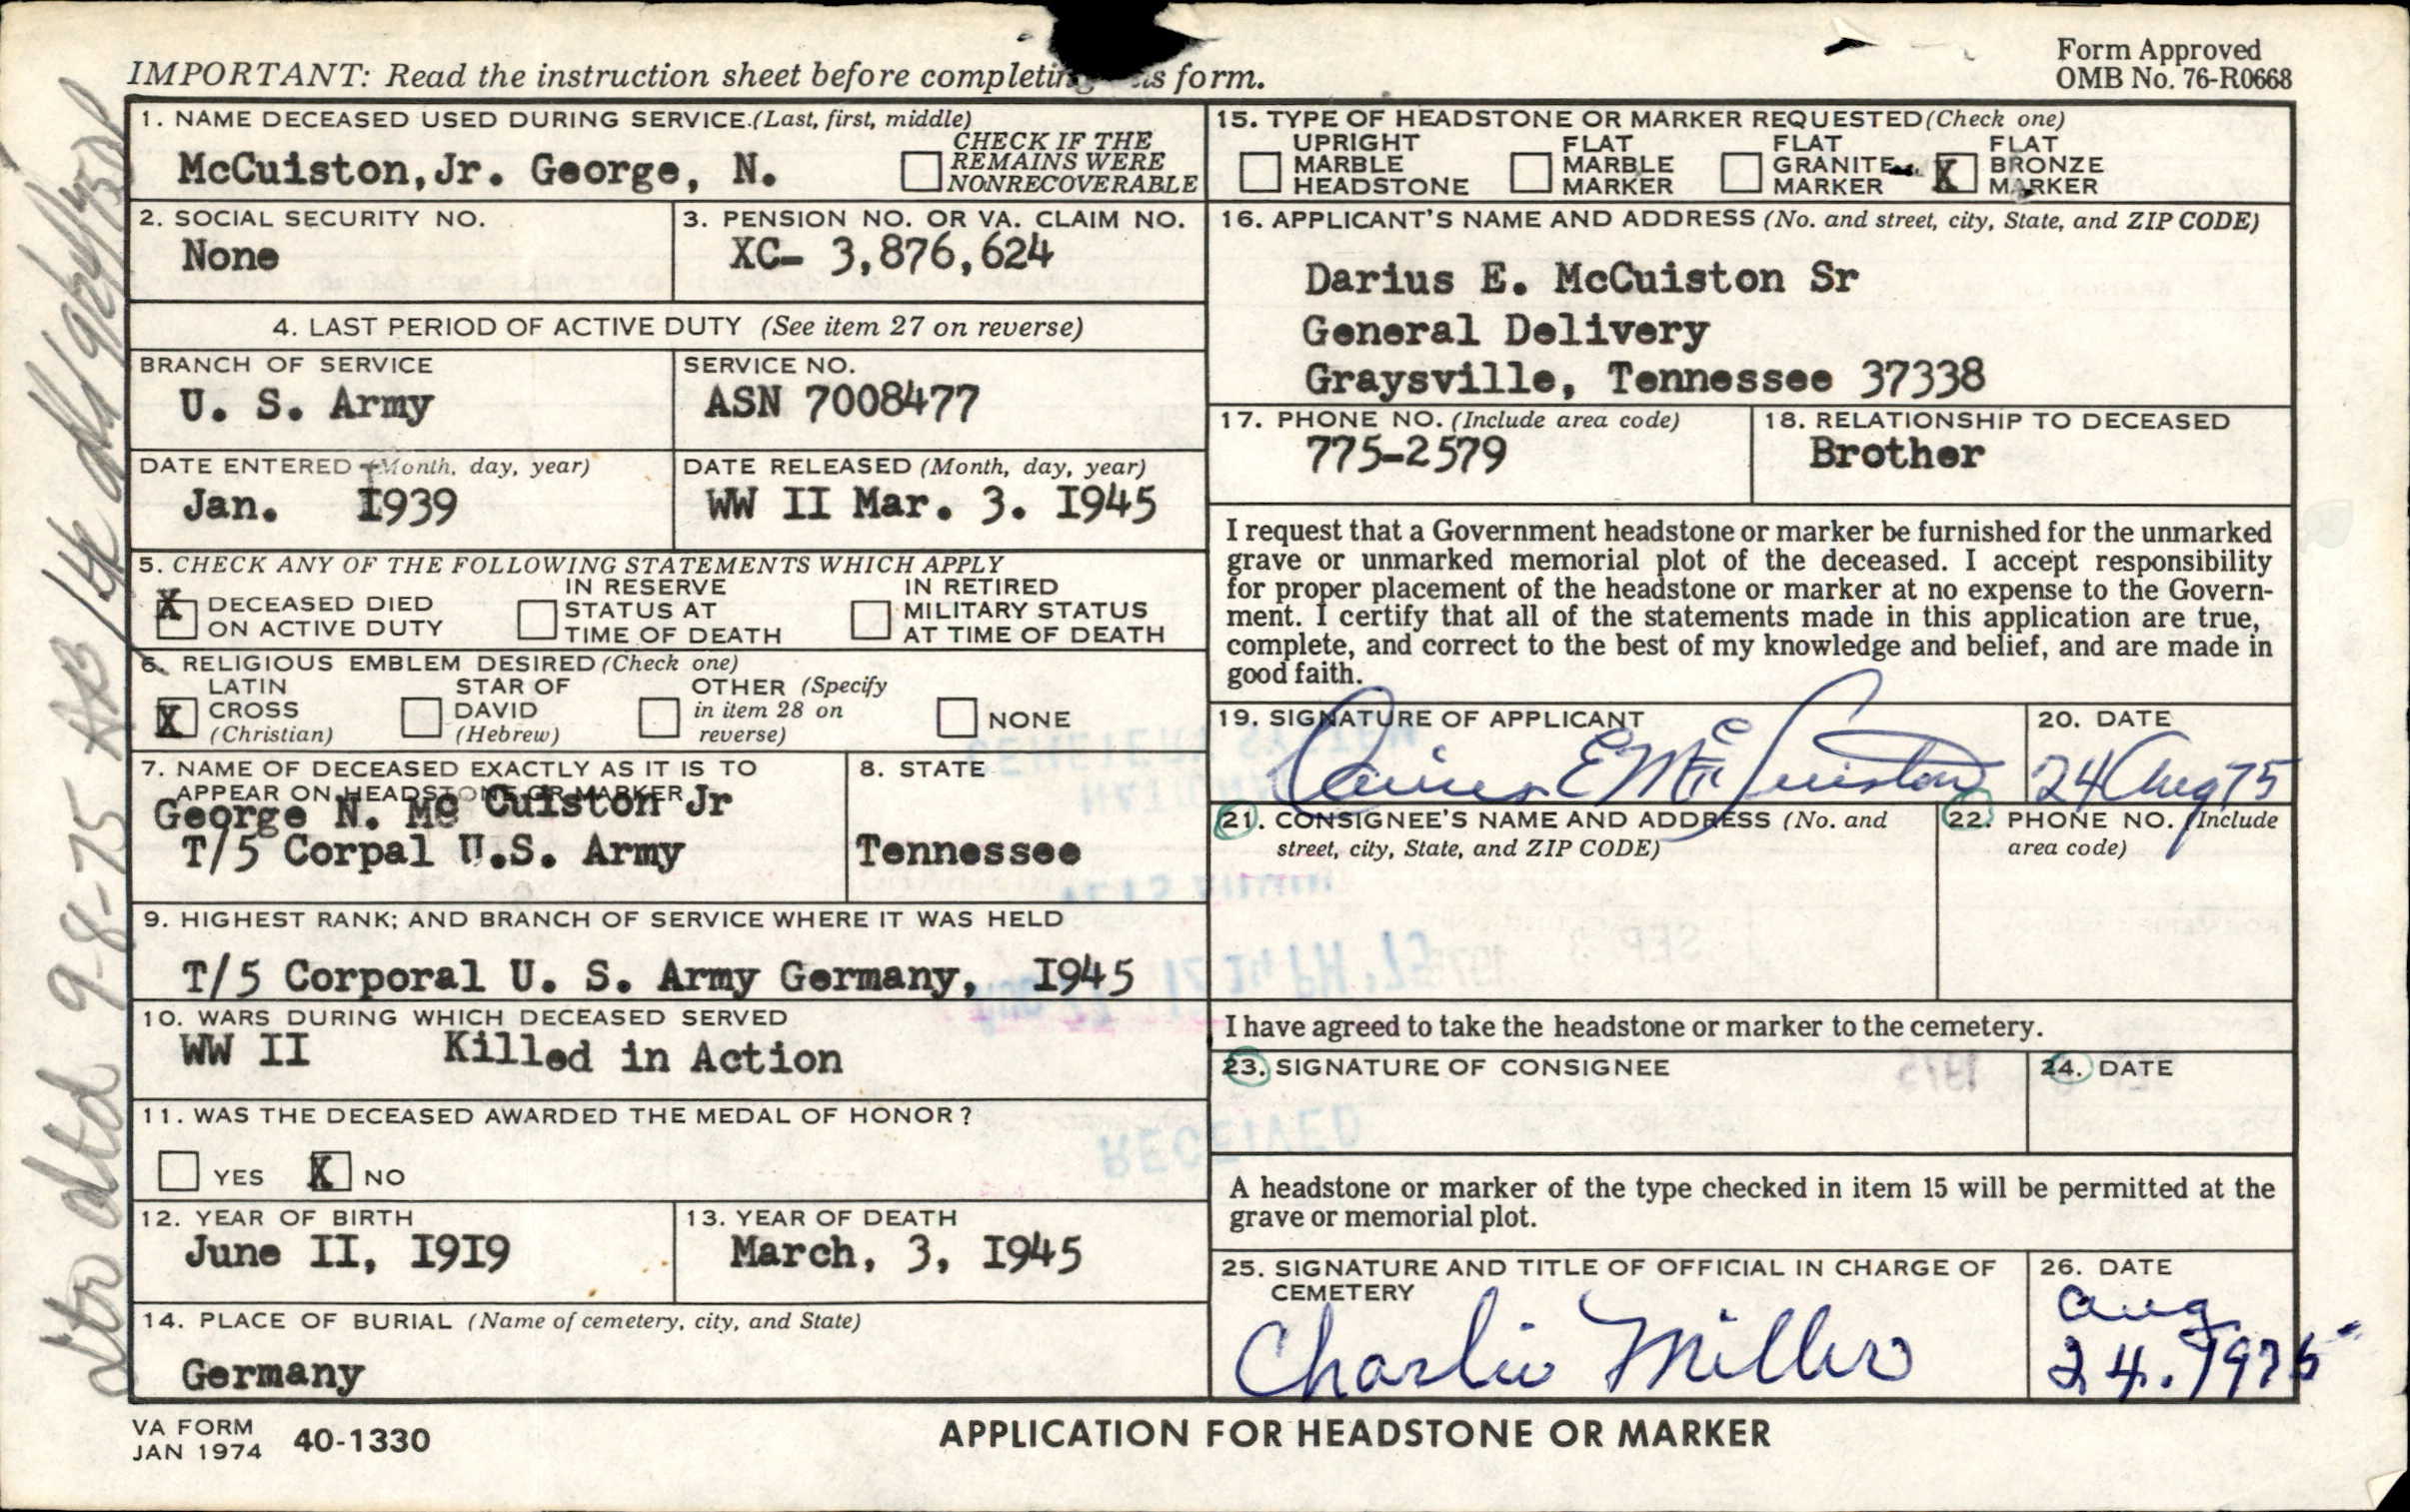 IMPORTANT: Read the instruction sheet before completing form.
Form Approved
OMB No. 76-R0668
1. NAME DECEASED USED DURING SERVICE (Last, first, middle)
McCuiston, Jr. George, N.
CHECK IF THE
REMAINS WERE
NONRECOVERABLE
2. SOCIAL SECURITY NO.
None
3. PENSION NO. OR VA. CLAIM NO.
XC- 3,876,624
4. LAST PERIOD OF ACTIVE DUTY (See item 27 on reverse)
BRANCH OF SERVICE
U. S. Army
SERVICE NO.
ASN 7008477
DATE ENTERED (Month, day, year)
Jan. I939
DATE RELEASED (Month, day, year)
WW II Mar. 3. I945
5. CHECK ANY OF THE FOLLOWING STATEMENTS WHICH APPLY
X DECEASED DIED
ON ACTIVE DUTY
IN RESERVE
STATUS AT
TIME OF DEATH
IN RETIRED
MILITARY STATUS
AT TIME OF DEATH
6. RELIGIOUS EMBLEM DESIRED (Check one)
X LATIN
CROSS
(Christian)
STAR OF
DAVID
(Hebrew)
OTHER (Specify
in item 28 on
reverse)
NONE
7. NAME OF DECEASED EXACTLY AS IT IS TO
APPEAR ON HEADSTONE OR MARKER
George N. Mc Cuiston Jr
T/5 Corpal U.S. Army
8. STATE
Tennessee
9. HIGHEST RANK; AND BRANCH OF SERVICE WHERE IT WAS HELD
T/5 Corporal U. S. Army Germany, I945
10. WARS DURING WHICH DECEASED SERVED
WW II Killed in Action
11. WAS THE DECEASED AWARDED THE MEDAL OF HONOR?
YES X NO
12. YEAR OF BIRTH
June II, I9I9
13. YEAR OF DEATH
March, 3, I945
14. PLACE OF BURIAL (Name of cemetery, city, and State)
Germany
15. TYPE OF HEADSTONE OR MARKER REQUESTED (Check one)
UPRIGHT
MARBLE
HEADSTONE
FLAT
MARBLE
MARKER
FLAT
GRANITE
MARKER
X FLAT
BRONZE
MARKER
16. APPLICANT'S NAME AND ADDRESS (No. and street, city, State, and ZIP CODE)
Darius E. McCuiston Sr
General Delivery
Graysville, Tennessee 37338
17. PHONE NO. (Include area code)
775-2579
18. RELATIONSHIP TO DECEASED
Brother
I request that a Government headstone or marker be furnished for the unmarked
grave or unmarked memorial plot of the deceased. I accept responsibility
for proper placement of the headstone or marker at no expense to the Govern-
ment. I certify that all of the statements made in this application are true,
complete, and correct to the best of my knowledge and belief, and are made in
good faith.
19. SIGNATURE OF APPLICANT
Darius E McCuiston
20. DATE
24 Aug 75
21. CONSIGNEE'S NAME AND ADDRESS (No. and
street, city, State, and ZIP CODE)
22. PHONE NO. (Include
area code)
I have agreed to take the headstone or marker to the cemetery.
23. SIGNATURE OF CONSIGNEE
24. DATE
A headstone or marker of the type checked in item 15 will be permitted at the
grave or memorial plot.
25. SIGNATURE AND TITLE OF OFFICIAL IN CHARGE OF
CEMETERY
Charlie Miller
26. DATE
Aug
24. 1975
VA FORM
JAN 1974 40-1330
APPLICATION FOR HEADSTONE OR MARKER
ltr dtd 9-8-75